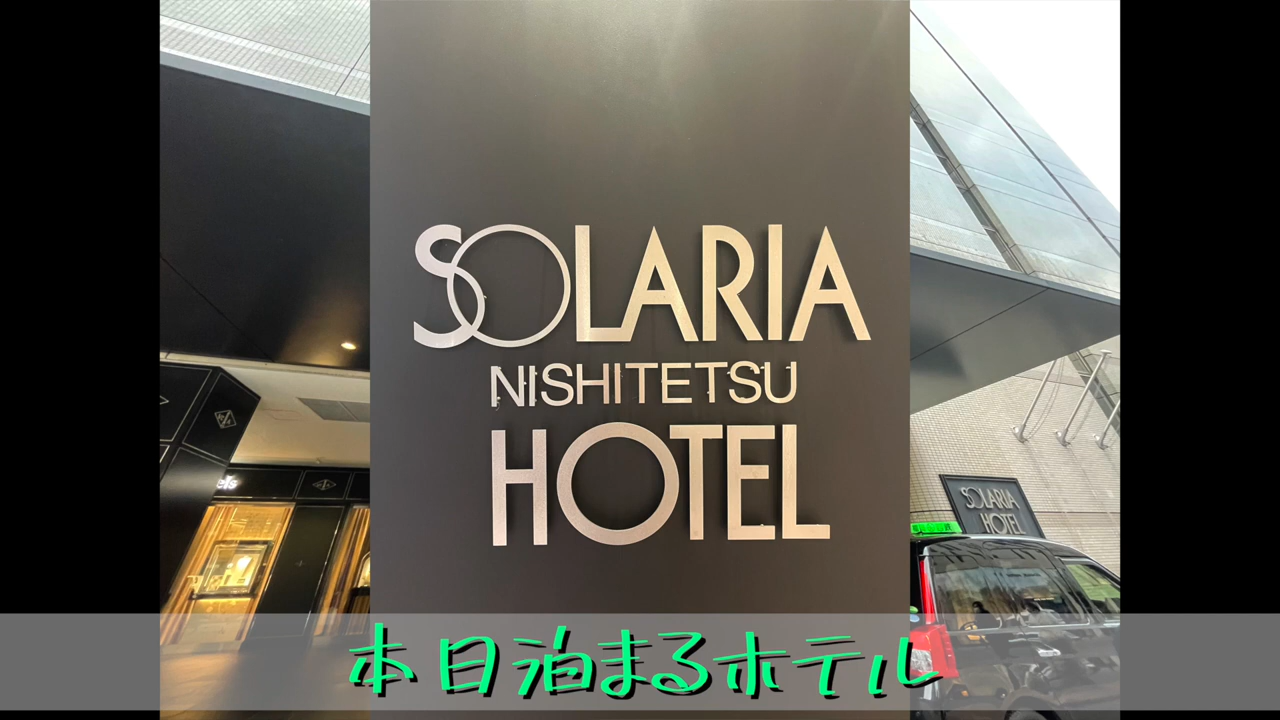 SOLARIA
NISHITETSU
HOTEL
SOLARIA
HOTEL
本日泊まるホテル